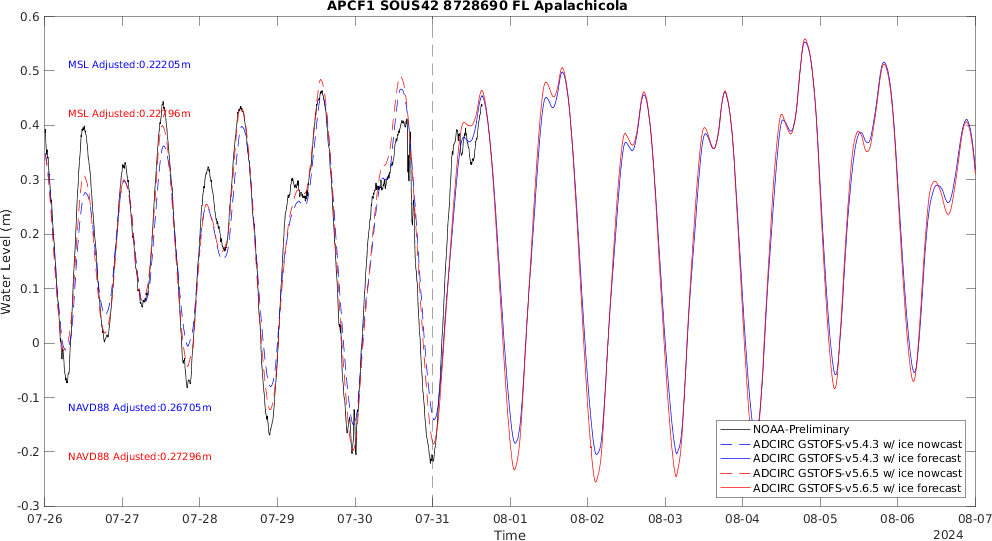 APCF1 SOUS42 8728690 FL Apalachicola
0.6
0.5
0.4
0.3
0.2
0.1
0
-0.1
-0.2
-0.3
Water Level (m)
MSL Adjusted:0.22205m
MSL Adjusted:0.22796m
NAVD88 Adjusted:0.26705m
NAVD88 Adjusted:0.27296m
NOAA-Preliminary
ADCIRC GSTOFS-v5.4.3 w/ ice nowcast
ADCIRC GSTOFS-v5.4.3 w/ ice forecast
ADCIRC GSTOFS-v5.6.5 w/ ice nowcast
ADCIRC GSTOFS-v5.6.5 w/ ice forecast
07-26 07-27 07-28 07-29 07-30 07-31 08-01 08-02 08-03 08-04 08-05 08-06 08-07
Time
2024